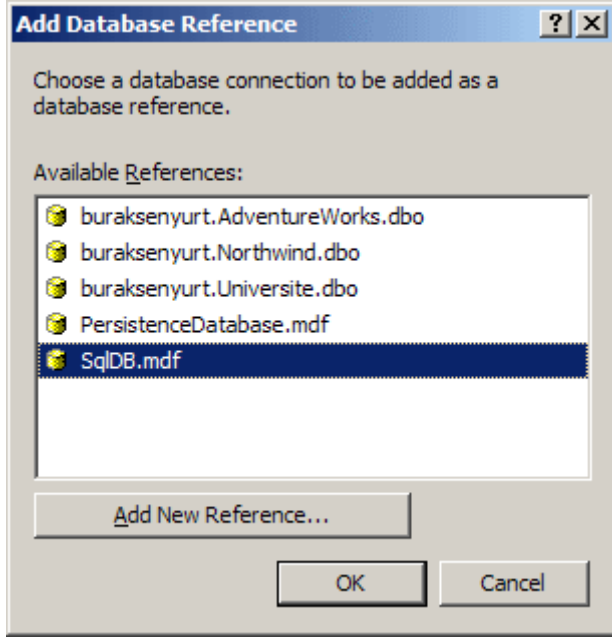 Add Database Reference
Choose a database connection to be added as a
database reference.
Available References:
buraksenyurt.AdventureWorks.dbo
buraksenyurt.Northwind.dbo
buraksenyurt.Universite.dbo
PersistenceDatabase.mdf
SqlDB.mdf
Add New Reference...
OK Cancel